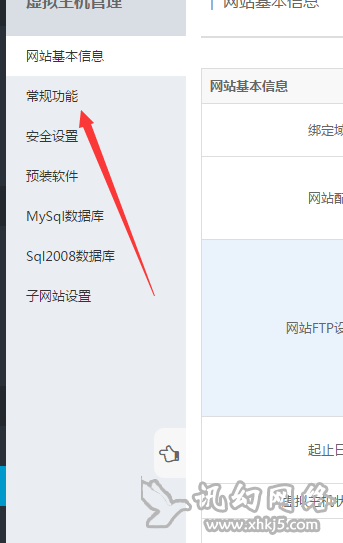 虚拟主机管理
网站基本信息
常规功能
安全设置
预装软件
MySql数据库
Sql2008数据库
子网站设置
网站基本信息
网站基本信息
绑定域
网站配
网站FTP设
起止日
虚拟主机状
讯幻网络
www.xhkj5.com